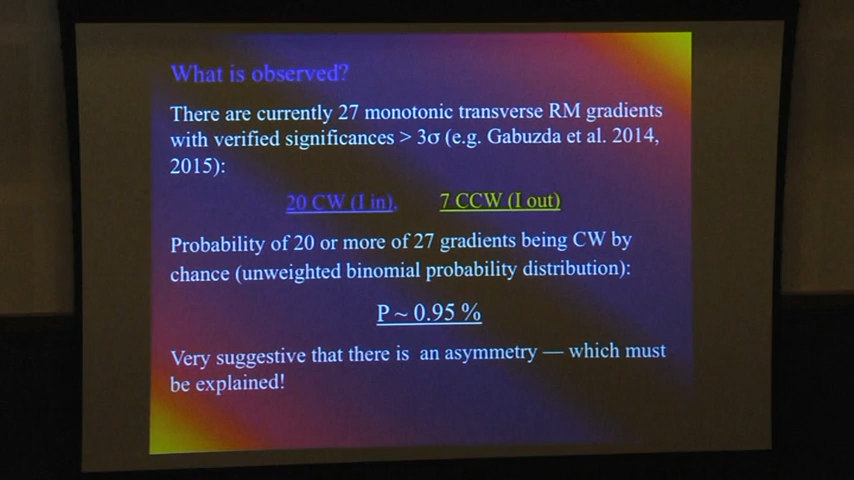 What is observed?
There are currently 27 monotonic transverse RM gradients
with verified significances > 3σ (e.g. Gabuzda et al. 2014,
2015):
20 CW (I in), 7 CCW (I out)
Probability of 20 or more of 27 gradients being CW by
chance (unweighted binomial probability distribution):
P ~ 0.95 %
Very suggestive that there is an asymmetry — which must
be explained!